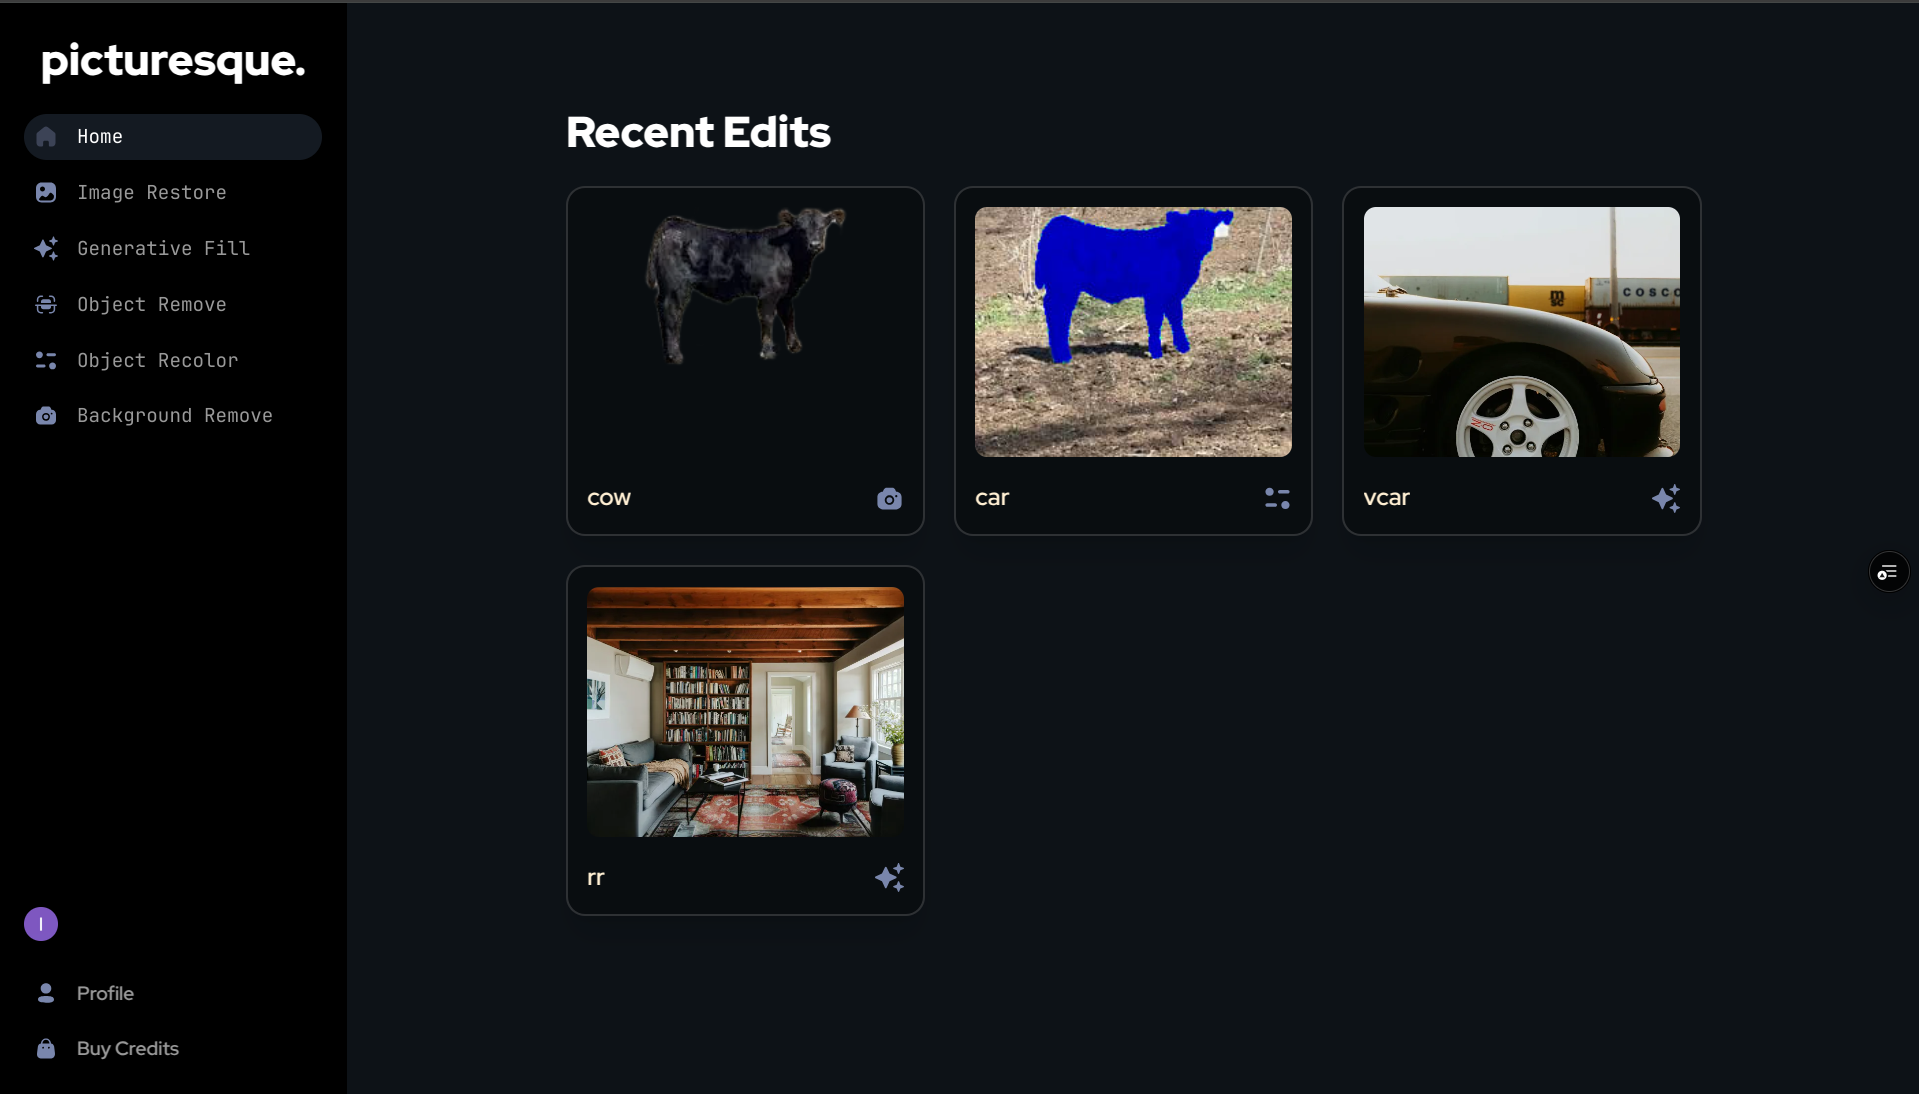 picturesque.
Home
Image Restore
Generative Fill
Object Remove
Object Recolor
Background Remove
I
Profile
Buy Credits
Recent Edits
cow
COSCO
car
vcar
rr